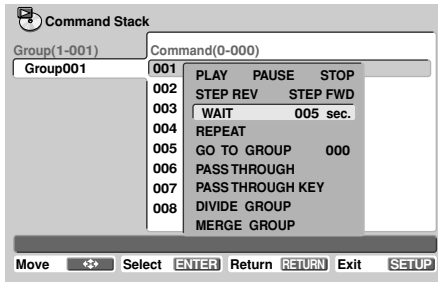 Command Stack
Group(1-001) Command(0-000)
Group001
001
002
003
004
005
006
007
008
PLAY PAUSE STOP
STEP REV STEP FWD
WAIT 005 sec.
REPEAT
GO TO GROUP 000
PASS THROUGH
PASS THROUGH KEY
DIVIDE GROUP
MERGE GROUP
Move Select ENTER Return RETURN Exit SETUP